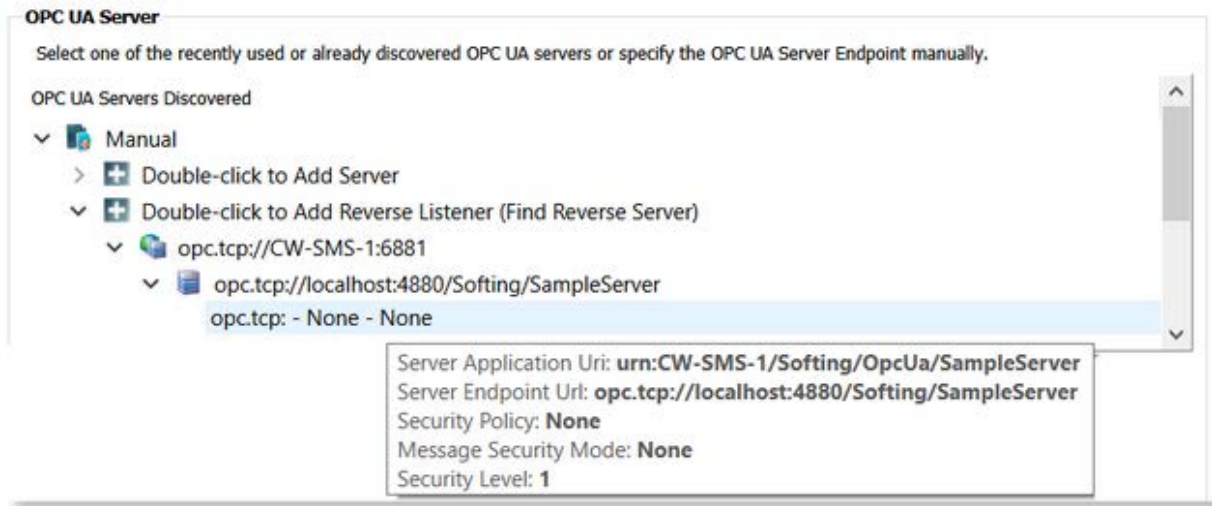 OPC UA Server
Select one of the recently used or already discovered OPC UA servers or specify the OPC UA Server Endpoint manually.
OPC UA Servers Discovered
Manual
Double-click to Add Server
Double-click to Add Reverse Listener (Find Reverse Server)
opc.tcp://CW-SMS-1:6881
opc.tcp://localhost:4880/Softing/SampleServer
opc.tcp: - None - None
Server Application Uri: urn:CW-SMS-1/Softing/OpcUa/SampleServer
Server Endpoint Url: opc.tcp://localhost:4880/Softing/SampleServer
Security Policy: None
Message Security Mode: None
Security Level: 1